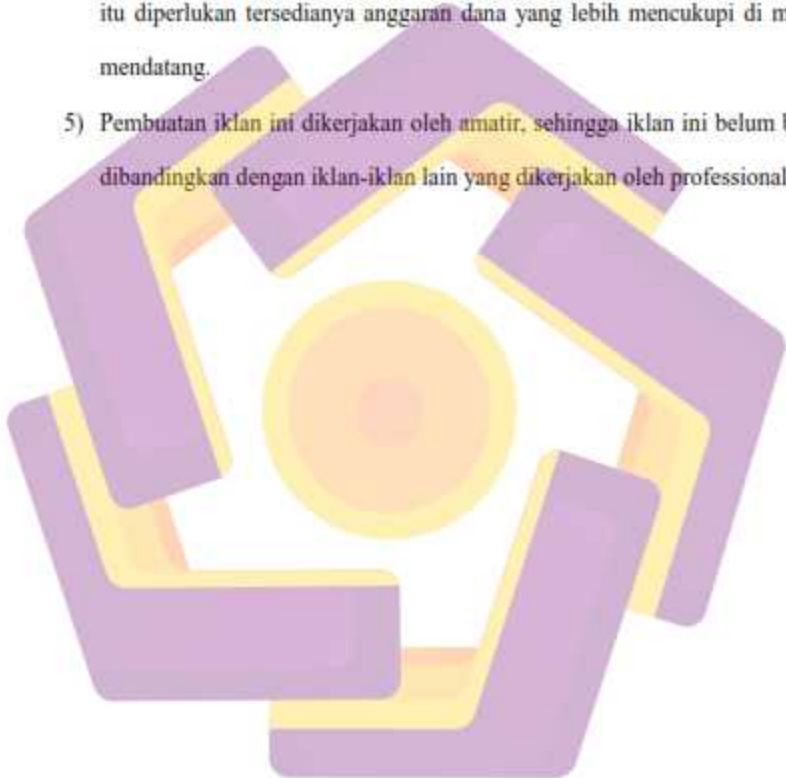 itu diperlukan tersedianya anggaran dana yang lebih mencukupi di
mendatang.
5) Pembuatan iklan ini dikerjakan oleh amatir, sehingga iklan ini belum
dibandingkan dengan iklan-iklan lain yang dikerjakan oleh professional